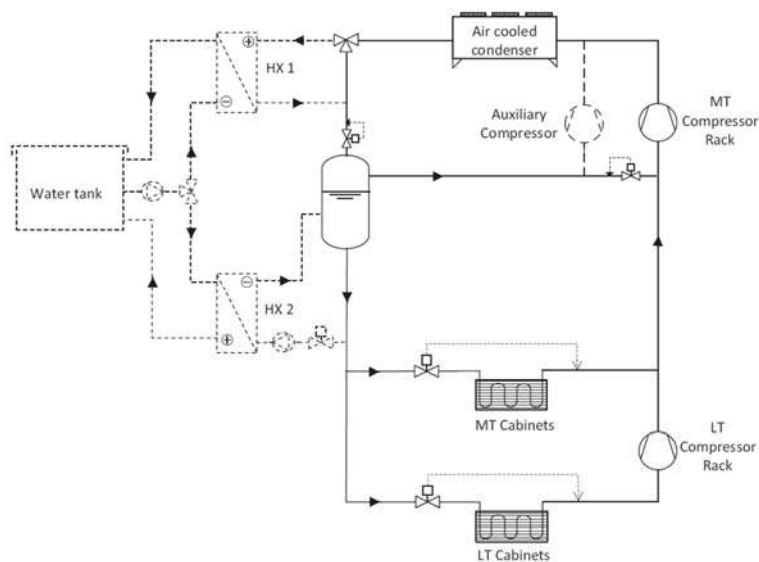 Air cooled
condenser
HX 1
Auxiliary
Compressor
MT
Compressor
Rack
Water tank
HX 2
MT Cabinets
LT
Compressor
Rack
LT Cabinets